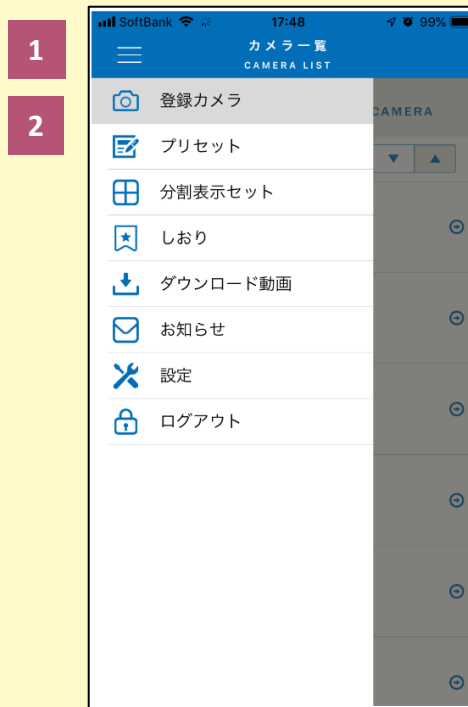 1
SoftBank 17:48 99%
カメラ一覧
CAMERA LIST
2
登録カメラ
CAMERA
プリセット
分割表示セット
しおり
ダウンロード動画
お知らせ
設定
ログアウト